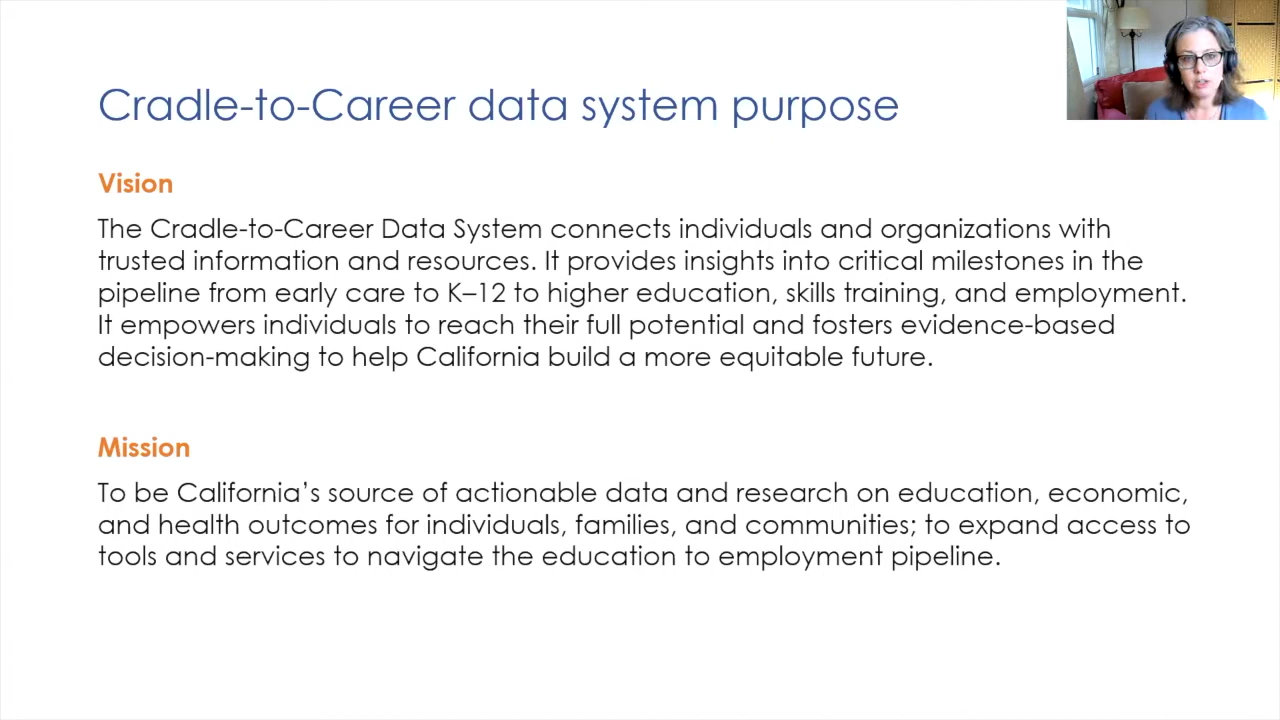 Cradle-to-Career data system purpose
Vision
The Cradle-to-Career Data System connects individuals and organizations with
trusted information and resources. It provides insights into critical milestones in the
pipeline from early care to K–12 to higher education, skills training, and employment.
It empowers individuals to reach their full potential and fosters evidence-based
decision-making to help California build a more equitable future.
Mission
To be California’s source of actionable data and research on education, economic,
and health outcomes for individuals, families, and communities; to expand access to
tools and services to navigate the education to employment pipeline.